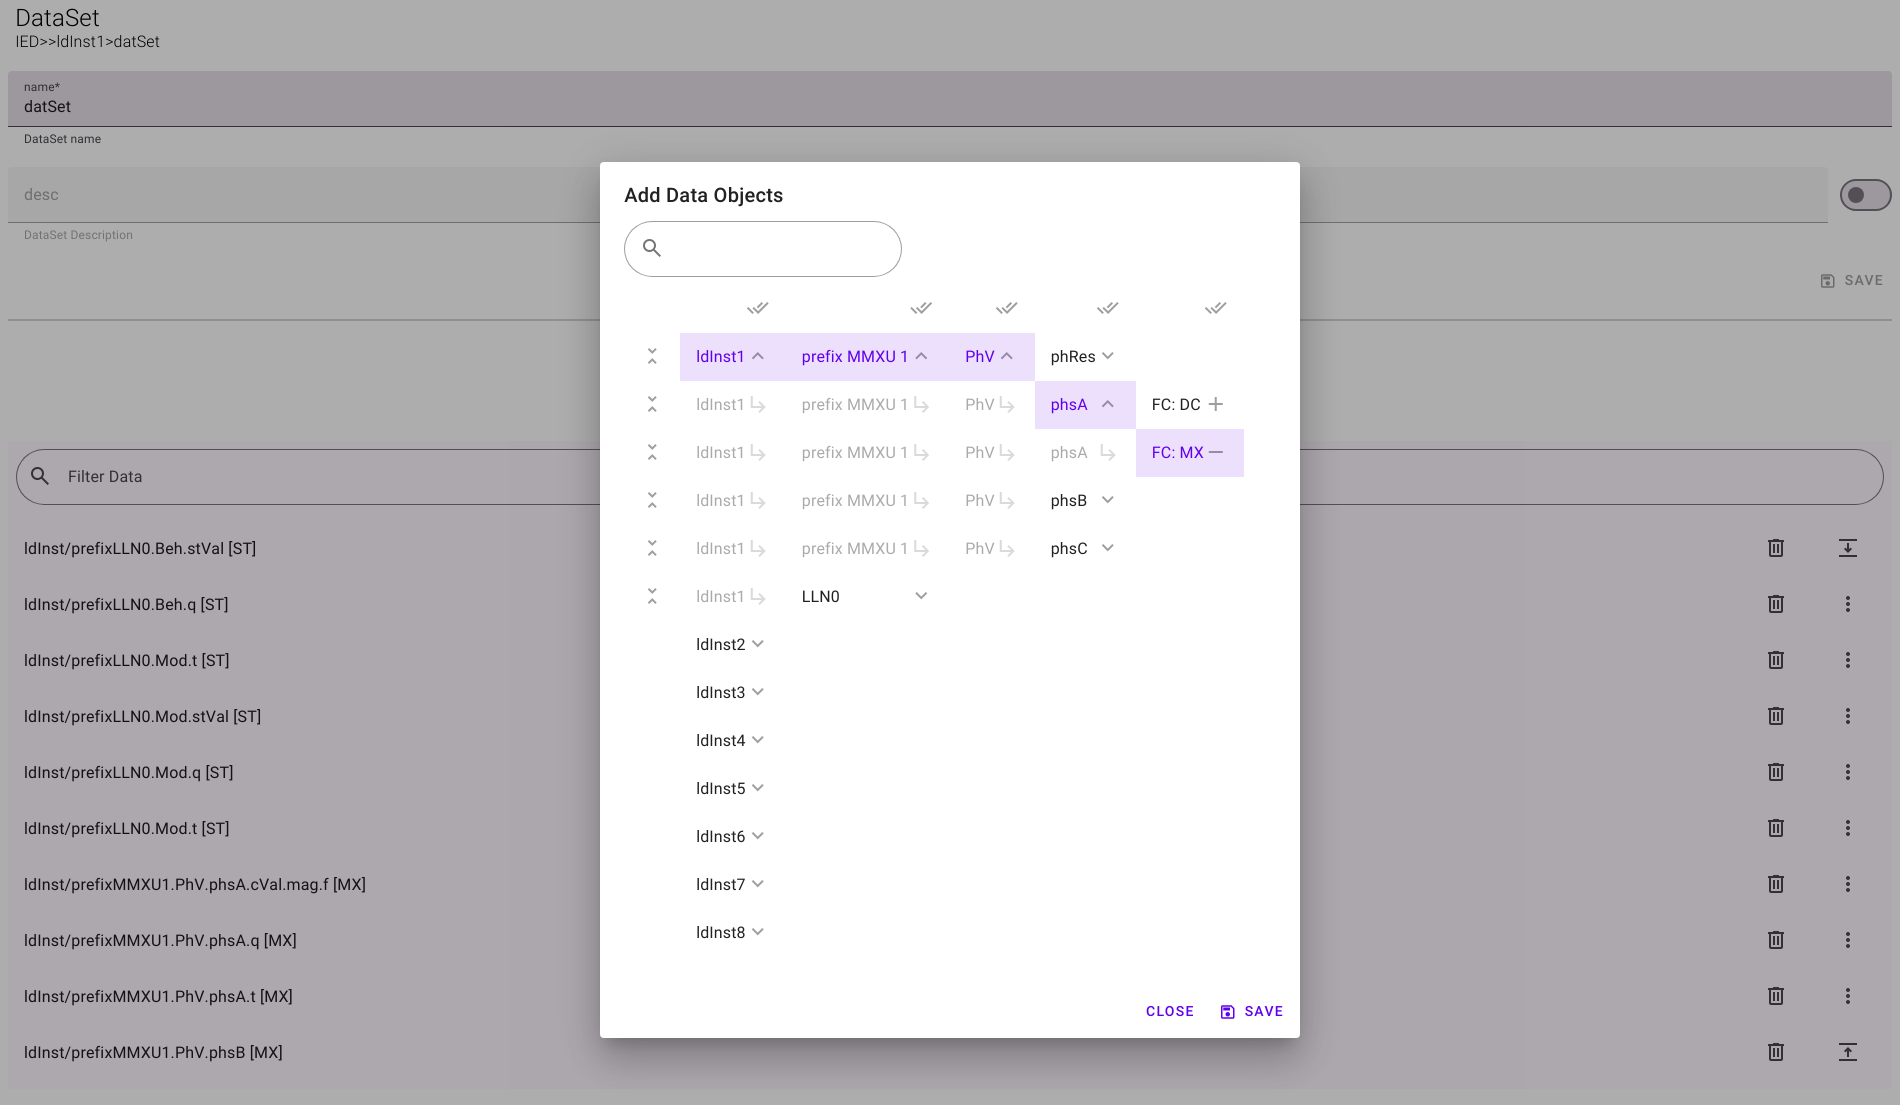 DataSet
IED>>ldInst1>datSet
name*
datSet
DataSet name
desc
DataSet Description
SAVE
Filter Data
ldInst/prefixLLN0.Beh.stVal [ST]
ldInst/prefixLLN0.Beh.q [ST]
ldInst/prefixLLN0.Mod.t [ST]
ldInst/prefixLLN0.Mod.stVal [ST]
ldInst/prefixLLN0.Mod.q [ST]
ldInst/prefixLLN0.Mod.t [ST]
ldInst/prefixMMXU1.PhV.phsA.cVal.mag.f [MX]
ldInst/prefixMMXU1.PhV.phsA.q [MX]
ldInst/prefixMMXU1.PhV.phsA.t [MX]
ldInst/prefixMMXU1.PhV.phsB [MX]
Add Data Objects
ldInst1 prefix MMXU 1 PhV phRes
ldInst1 prefix MMXU 1 PhV phsA FC: DC
ldInst1 prefix MMXU 1 PhV phsA FC: MX
ldInst1 prefix MMXU 1 PhV phsB
ldInst1 prefix MMXU 1 PhV phsC
ldInst1 LLN0
ldInst2
ldInst3
ldInst4
ldInst5
ldInst6
ldInst7
ldInst8
CLOSE SAVE